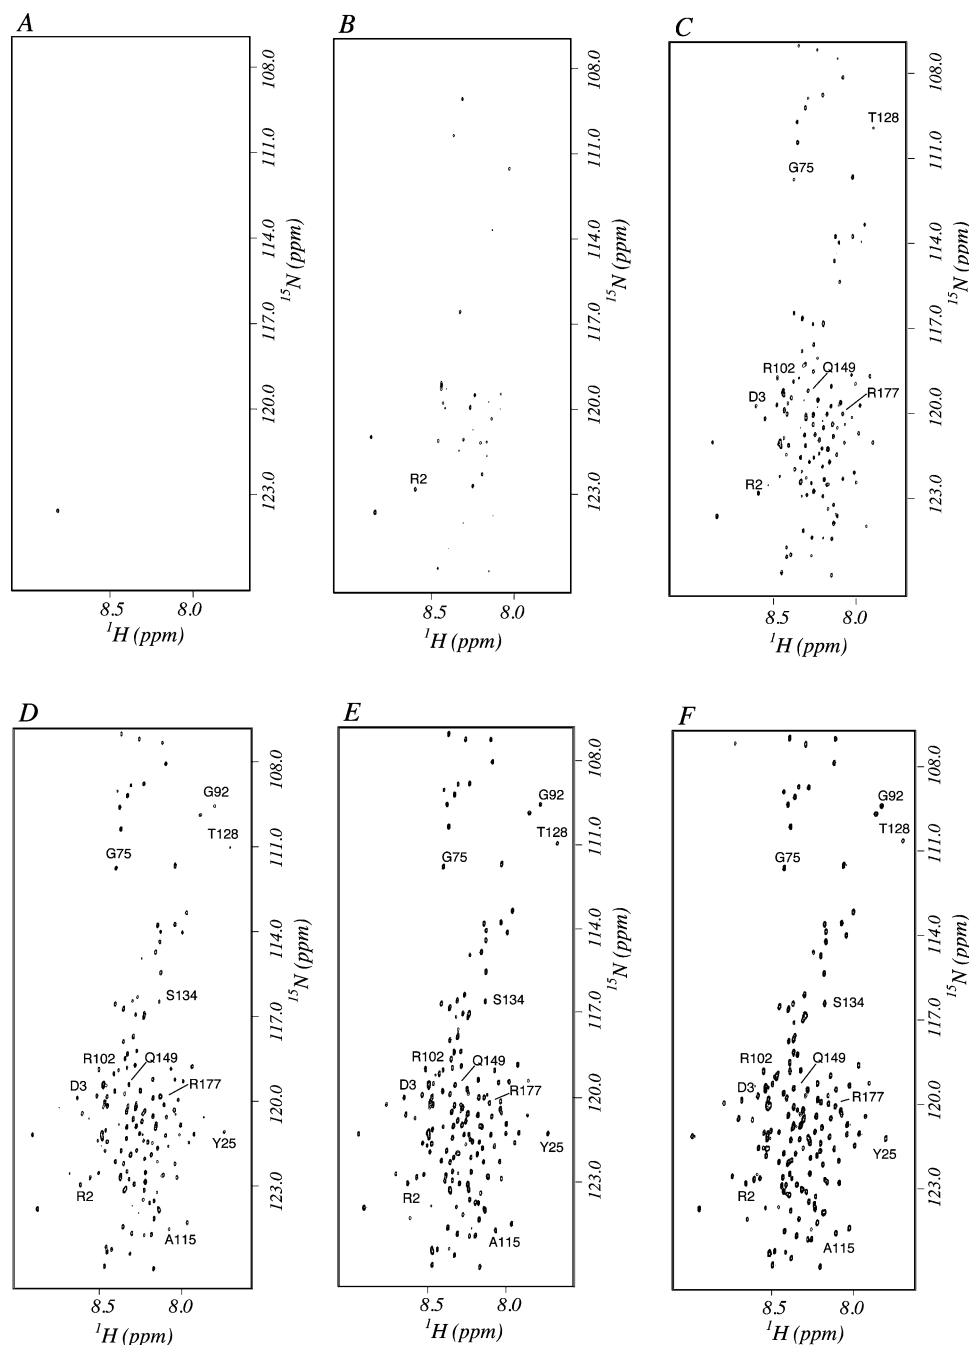 A
108.0
111.0
114.0
117.0
120.0
123.0
15N (ppm)
8.5 8.0
1H (ppm)
B
R2
108.0
111.0
114.0
117.0
120.0
123.0
15N (ppm)
8.5 8.0
1H (ppm)
C
T128
G75
R102
Q149
D3
R177
R2
108.0
111.0
114.0
117.0
120.0
123.0
15N (ppm)
8.5 8.0
1H (ppm)
D
G92
T128
G75
S134
R102
Q149
D3
R177
Y25
R2
A115
108.0
111.0
114.0
117.0
120.0
123.0
15N (ppm)
8.5 8.0
1H (ppm)
E
G92
T128
G75
S134
R102
Q149
D3
R177
Y25
R2
A115
108.0
111.0
114.0
117.0
120.0
123.0
15N (ppm)
8.5 8.0
1H (ppm)
F
G92
T128
G75
S134
R102
Q149
D3
R177
Y25
R2
A115
108.0
111.0
114.0
117.0
120.0
123.0
15N (ppm)
8.5 8.0
1H (ppm)